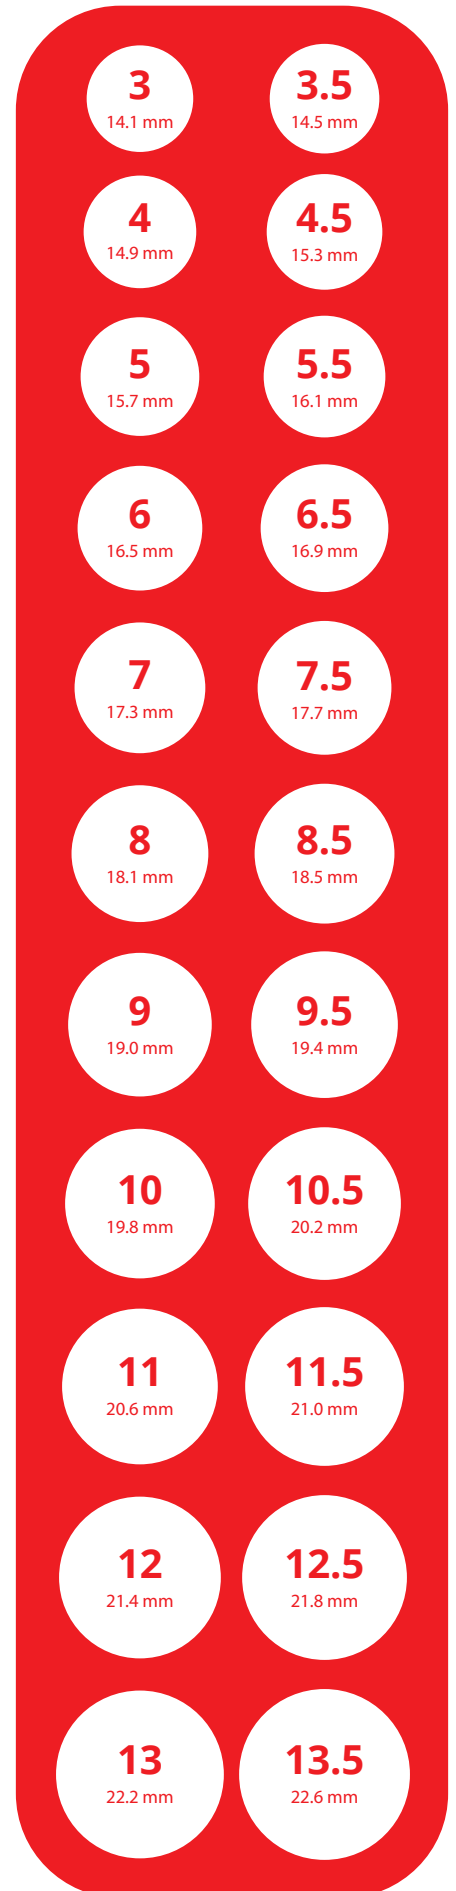 3
14.1 mm
3.5
14.5 mm
4
14.9 mm
4.5
15.3 mm
5
15.7 mm
5.5
16.1 mm
6
16.5 mm
6.5
16.9 mm
7
17.3 mm
7.5
17.7 mm
8
18.1 mm
8.5
18.5 mm
9
19.0 mm
9.5
19.4 mm
10
19.8 mm
10.5
20.2 mm
11
20.6 mm
11.5
21.0 mm
12
21.4 mm
12.5
21.8 mm
13
22.2 mm
13.5
22.6 mm